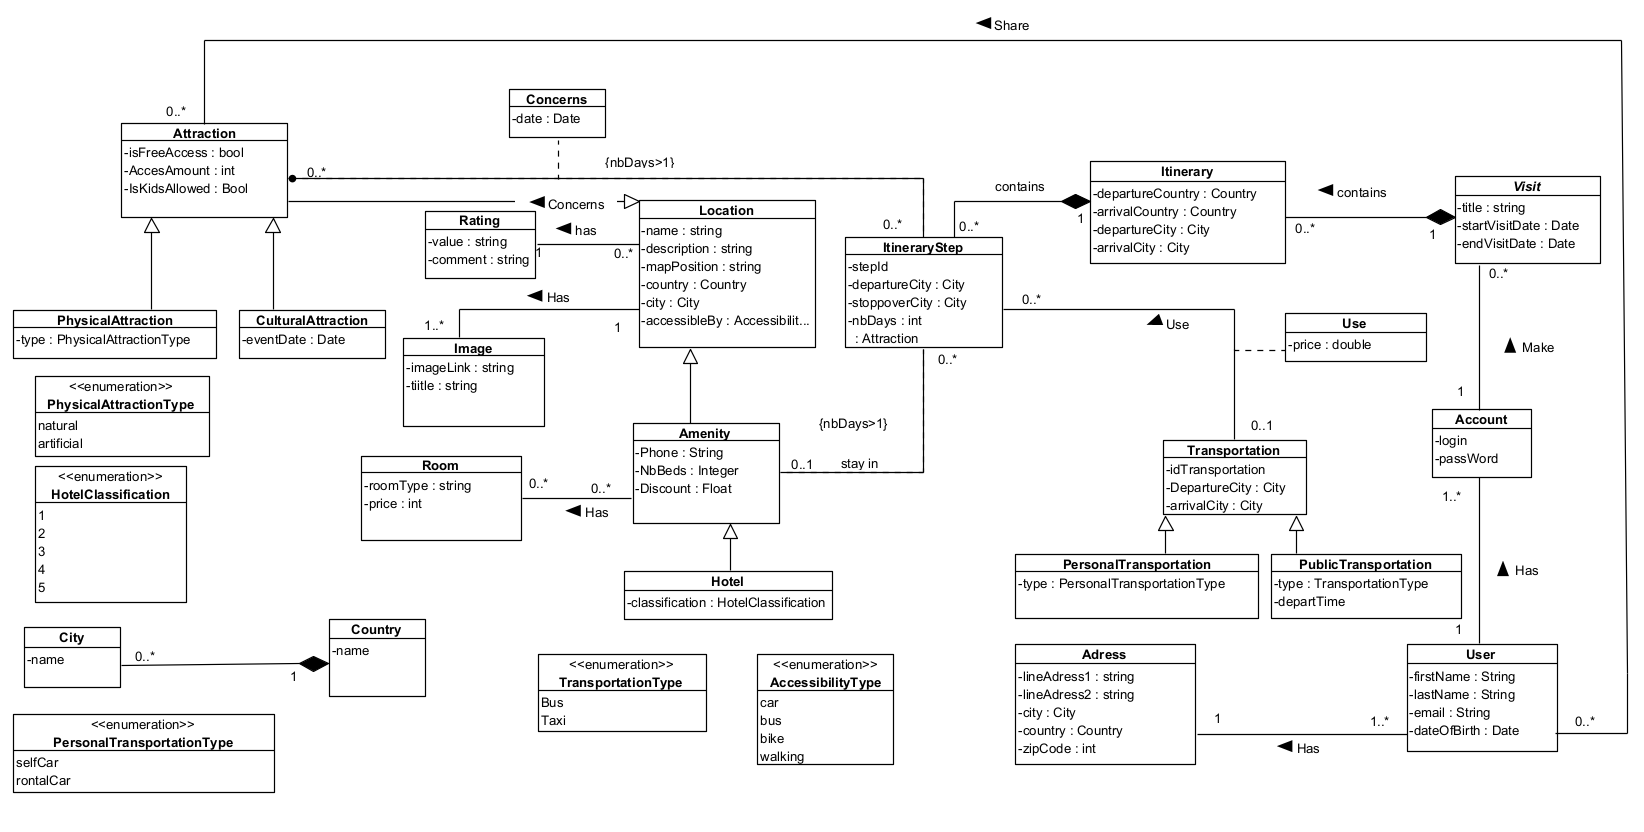 ◄ Share
0..*
Concerns
-date : Date
Attraction
-isFreeAccess : bool
-AccesAmount : int
-IsKidsAllowed : Bool
0..*
{nbDays>1}
◄ Concerns
Rating
-value : string
-comment : string
◄ has
1
0..*
Location
-name : string
-description : string
-mapPosition : string
-country : Country
-city : City
-accessibleBy : Accessibilit...
0..*
ItineraryStep
-stepId
-departureCity : City
-stoppoverCity : City
-nbDays : int
: Attraction
contains
0..*
1
Itinerary
-departureCountry : Country
-arrivalCountry : Country
-departureCity : City
-arrivalCity : City
◄ contains
0..*
1
Visit
-title : string
-startVisitDate : Date
-endVisitDate : Date
0..*
PhysicalAttraction
-type : PhysicalAttractionType
CulturalAttraction
-eventDate : Date
◄ Has
1..*
1
Image
-imageLink : string
-tiitle : string
0..*
Use
0..*
Use
-price : double
▲ Make
<<enumeration>>
PhysicalAttractionType
natural
artificial
<<enumeration>>
HotelClassification
1
2
3
4
5
Room
-roomType : string
-price : int
0..*
0..*
◄ Has
Amenity
-Phone : String
-NbBeds : Integer
-Discount : Float
{nbDays>1}
0..1
stay in
0..1
Transportation
-idTransportation
-DepartureCity : City
-arrivalCity : City
1
Account
-login
-passWord
1..*
PersonalTransportation
-type : PersonalTransportationType
PublicTransportation
-type : TransportationType
-departTime
▲ Has
Hotel
-classification : HotelClassification
City
-name
0..*
1
Country
-name
<<enumeration>>
TransportationType
Bus
Taxi
<<enumeration>>
AccessibilityType
car
bus
bike
walking
Adress
-lineAdress1 : string
-lineAdress2 : string
-city : City
-country : Country
-zipCode : int
1
1..*
◄ Has
1
User
-firstName : String
-lastName : String
-email : String
-dateOfBirth : Date
0..*
<<enumeration>>
PersonalTransportationType
selfCar
rontalCar